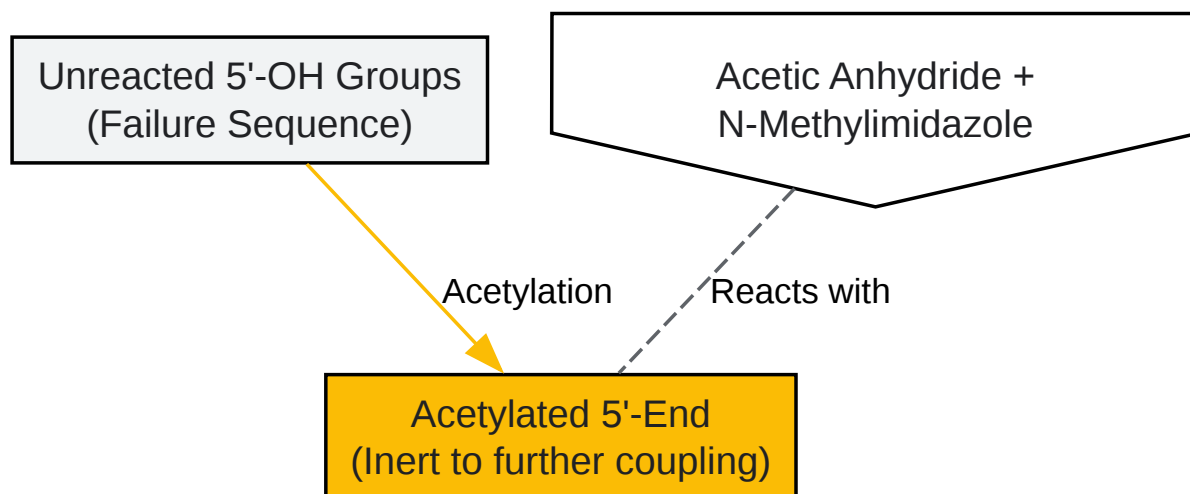 Unreacted 5'-OH Groups
(Failure Sequence)
Acetic Anhydride +
N-Methylimidazole
Acetylation
Reacts with
Acetylated 5'-End
(Inert to further coupling)